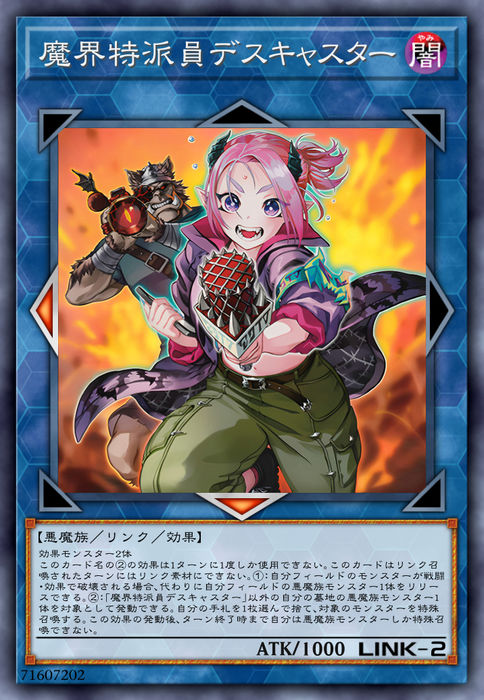 魔界特派員デスキャスター
闇
やみ
【悪魔族／リンク／効果】
効果モンスター2体
このカード名の②の効果は1ターンに1度しか使用できない。このカードはリンク召
喚されたターンにはリンク素材にできない。①：自分フィールドのモンスターが戦闘
・効果で破壊される場合、代わりに自分フィールドの悪魔族モンスター1体をリリー
スできる。②：「魔界特派員デスキャスター」以外の自分の墓地の悪魔族モンスター1
体を対象として発動できる。自分の手札を1枚選んで捨て、対象のモンスターを特殊
召喚する。この効果の発動後、ターン終了時まで自分は悪魔族モンスターしか特殊召
喚できない。
ATK/1000 LINK-2
71607202